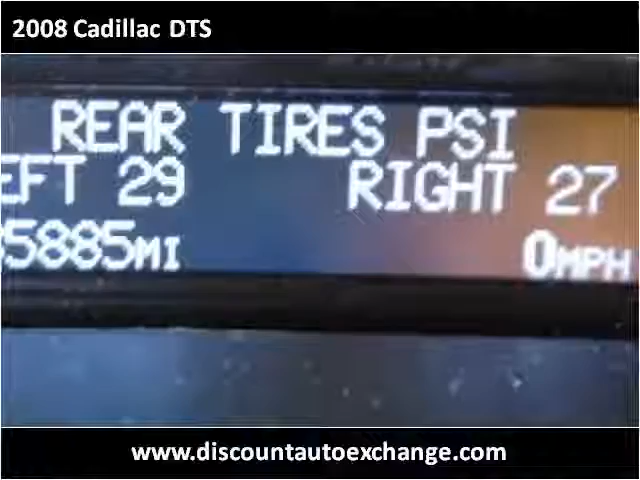 2008 Cadillac DTS
REAR TIRES PSI
EFT 29 RIGHT 27
5885MI 0MPH
www.discountautoexchange.com